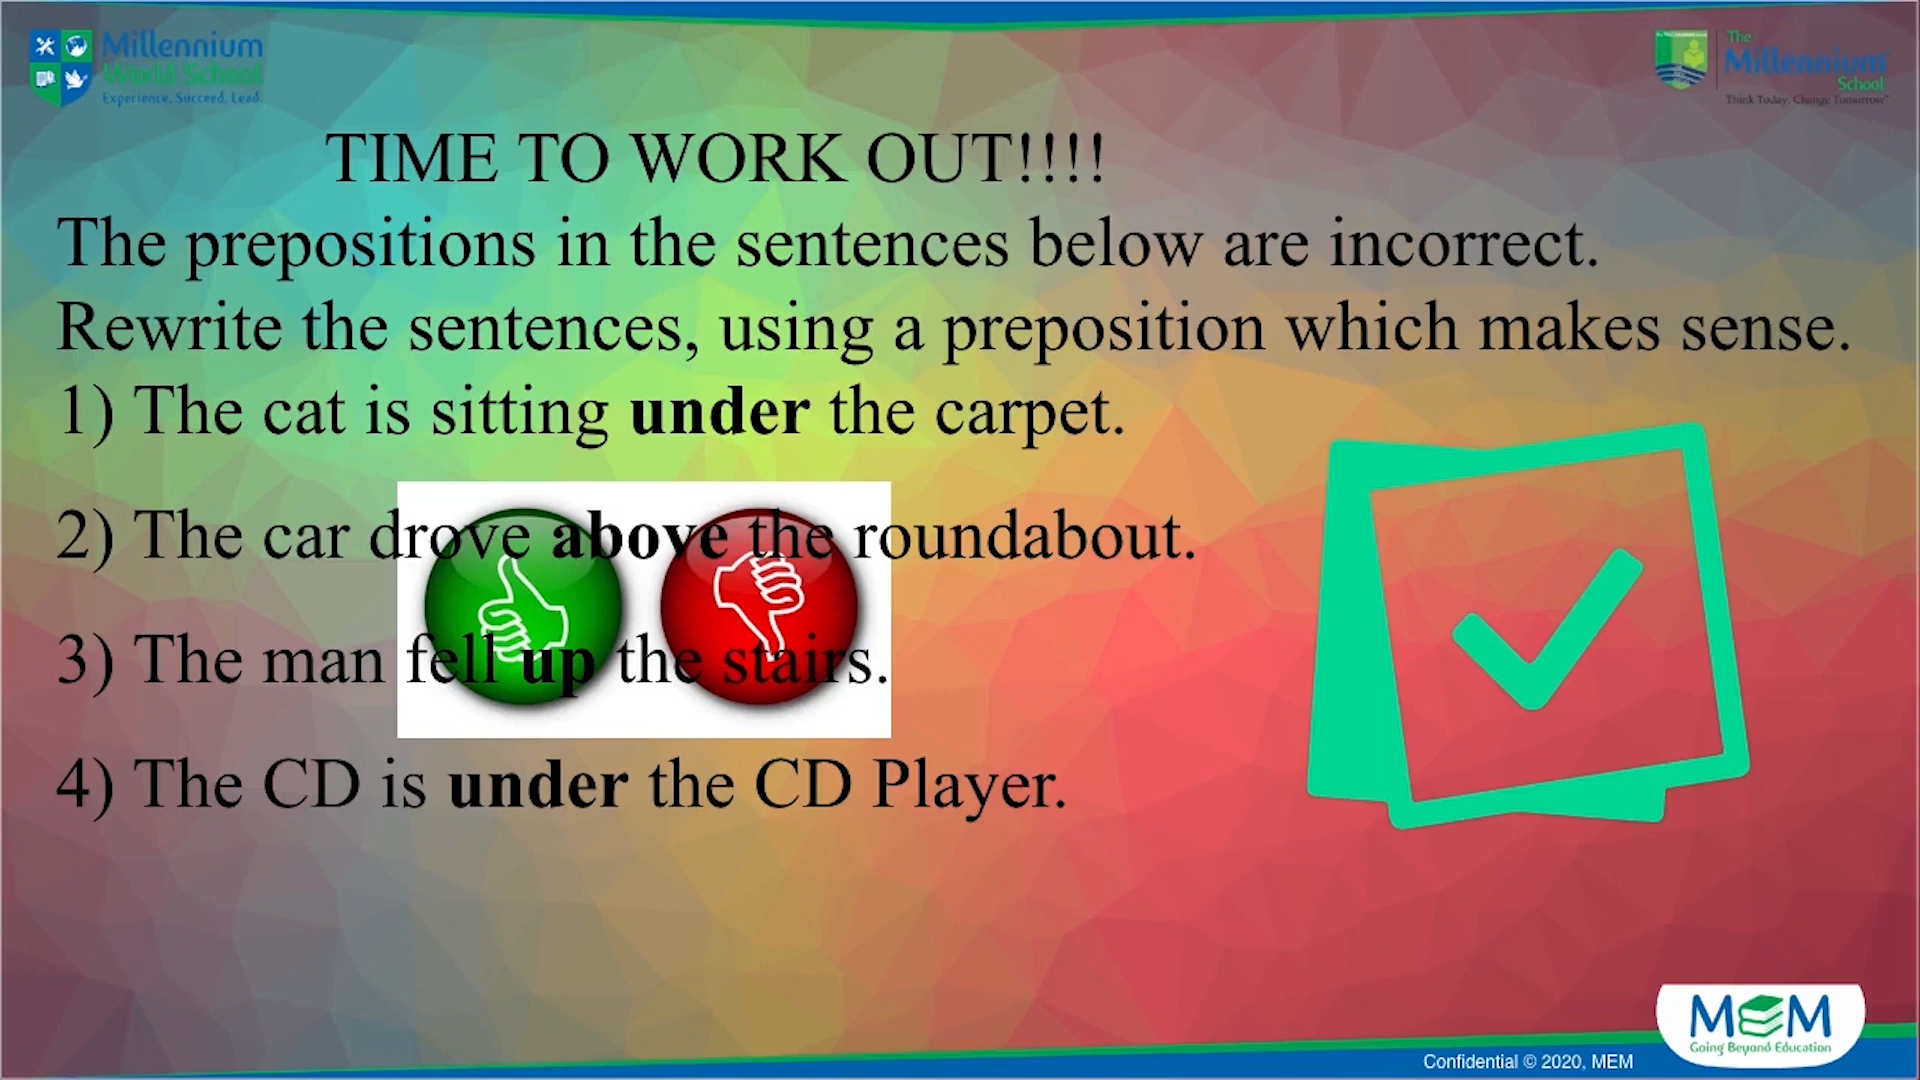 Millennium
World School
Experience. Succeed. Lead.
The
Millennium
School
Think Today. Change Tomorrow
TIME TO WORK OUT!!!!
The prepositions in the sentences below are incorrect.
Rewrite the sentences, using a preposition which makes sense.
1) The cat is sitting under the carpet.
2) The car drove above the roundabout.
3) The man fell up the stairs.
4) The CD is under the CD Player.
MEM
Going Beyond Education
Confidential © 2020, MEM